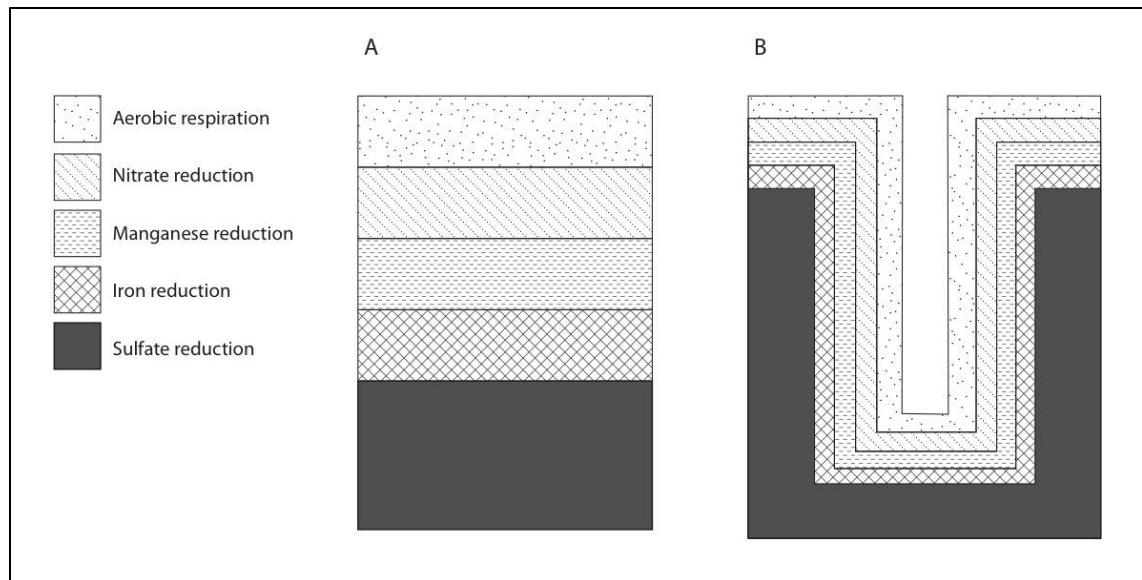 A
B
Aerobic respiration
Nitrate reduction
Manganese reduction
Iron reduction
Sulfate reduction